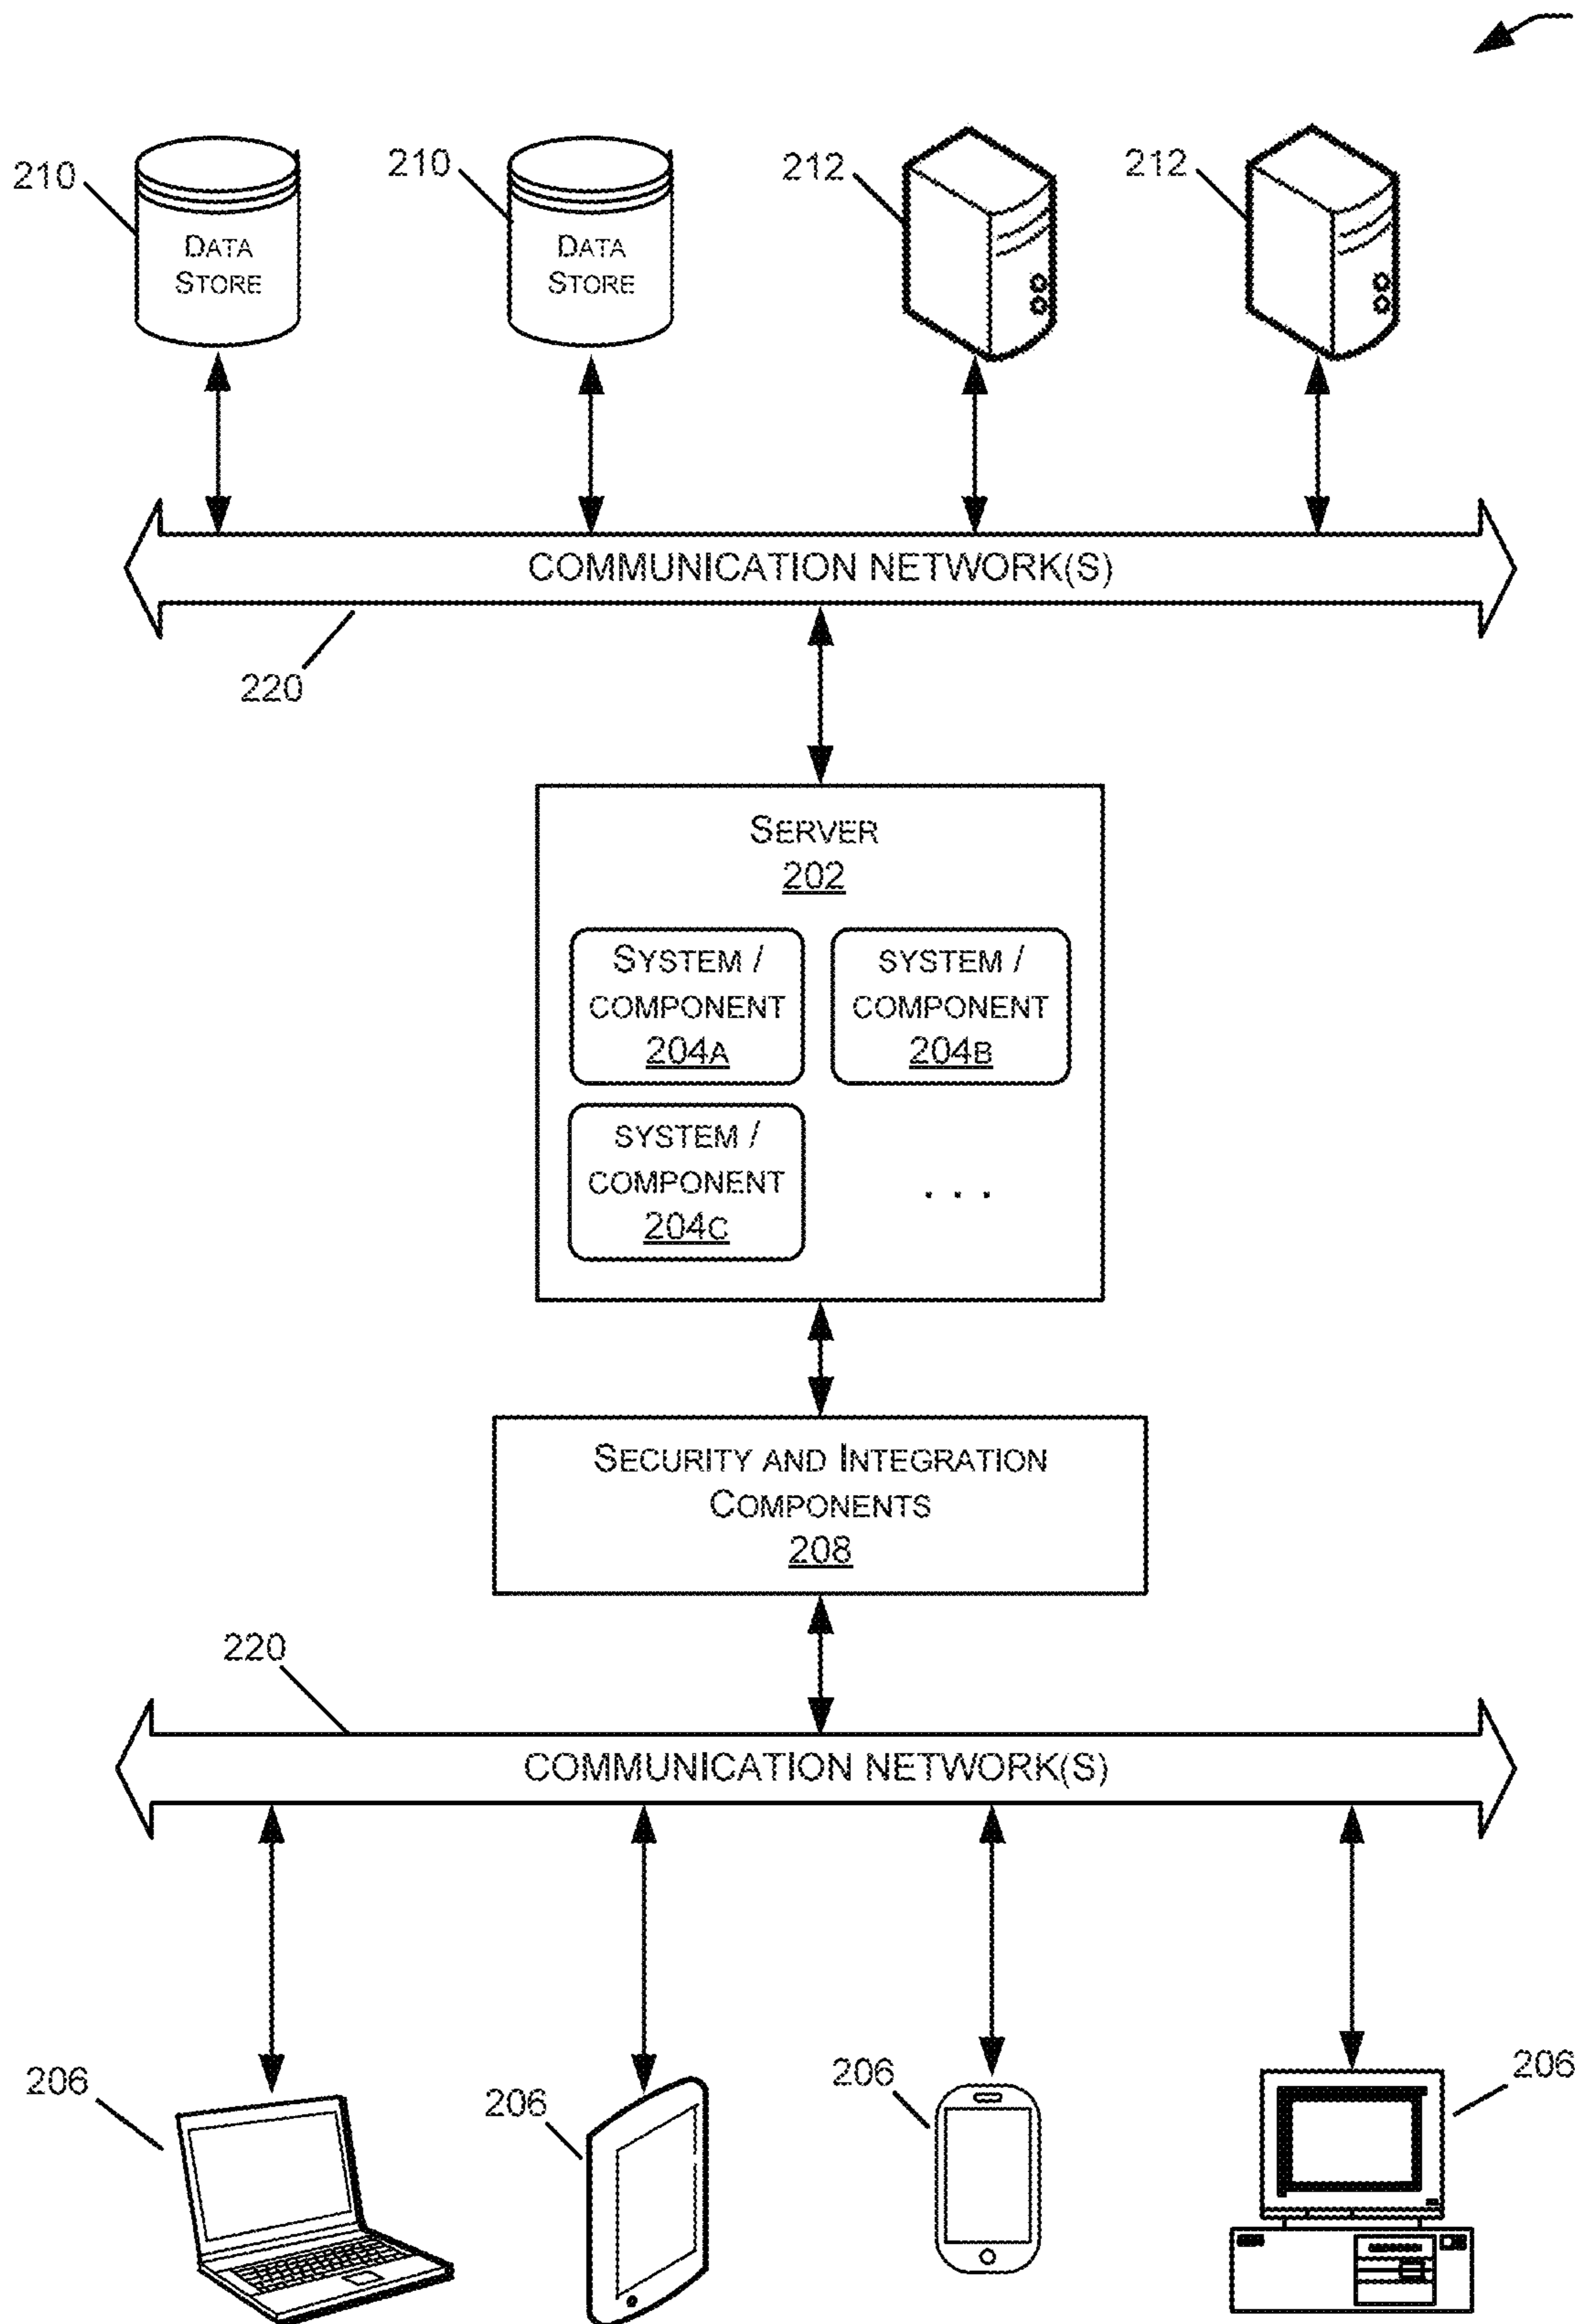 210
210
212
212
DATA
STORE
DATA
STORE
COMMUNICATION NETWORK(S)
220
SERVER
202
SYSTEM /
COMPONENT
204A
SYSTEM /
COMPONENT
204B
SYSTEM /
COMPONENT
204C
. . .
SECURITY AND INTEGRATION
COMPONENTS
208
220
COMMUNICATION NETWORK(S)
206
206
206
206